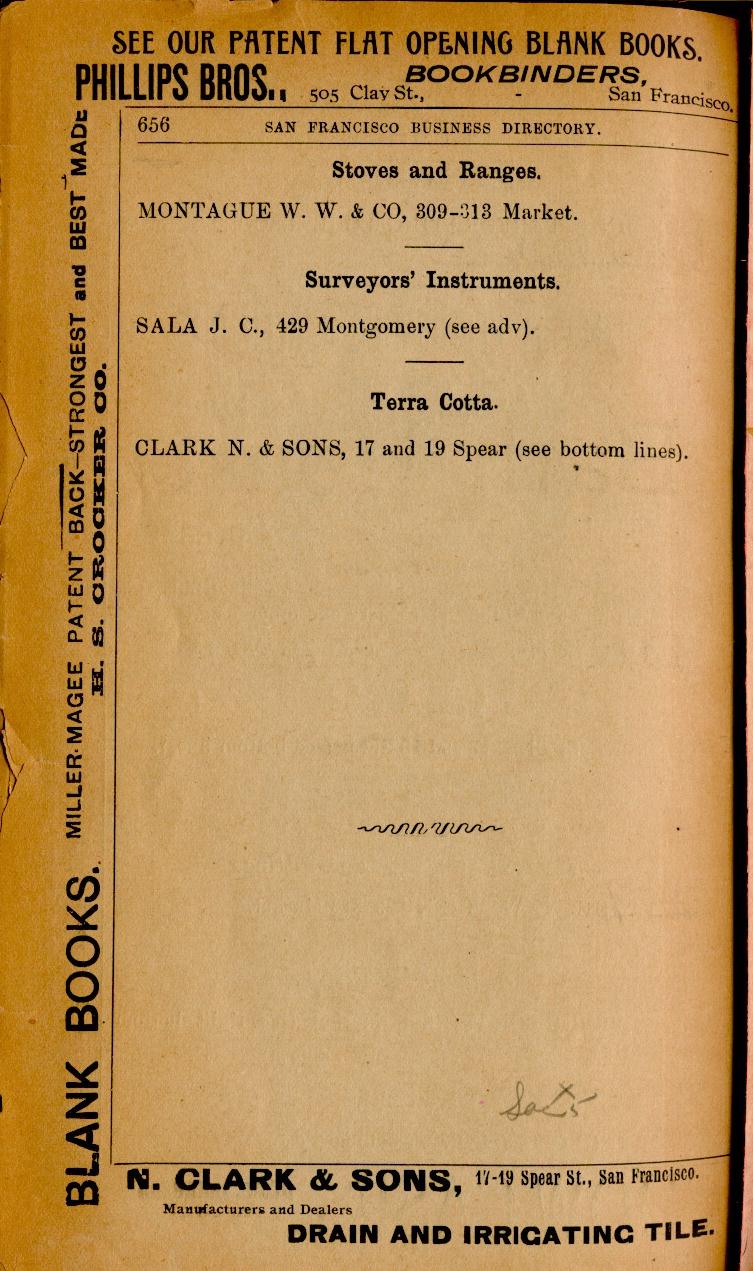 SEE OUR PATENT FLAT OPENING BLANK BOOKS.
PHILLIPS BROS., 505 Clay St., BOOKBINDERS, - San Francisco.
656 SAN FRANCISCO BUSINESS DIRECTORY.
Stoves and Ranges.
MONTAGUE W. W. & CO, 309-313 Market.
Surveyors' Instruments.
SALA J. C., 429 Montgomery (see adv).
Terra Cotta.
CLARK N. & SONS, 17 and 19 Spear (see bottom lines).
BLANK BOOKS. MILLER-MAGEE PATENT BACK—STRONGEST and BEST MADE
H. S. CROCKER CO.
N. CLARK & SONS, 17-19 Spear St., San Francisco.
Manufacturers and Dealers
DRAIN AND IRRIGATING TILE.